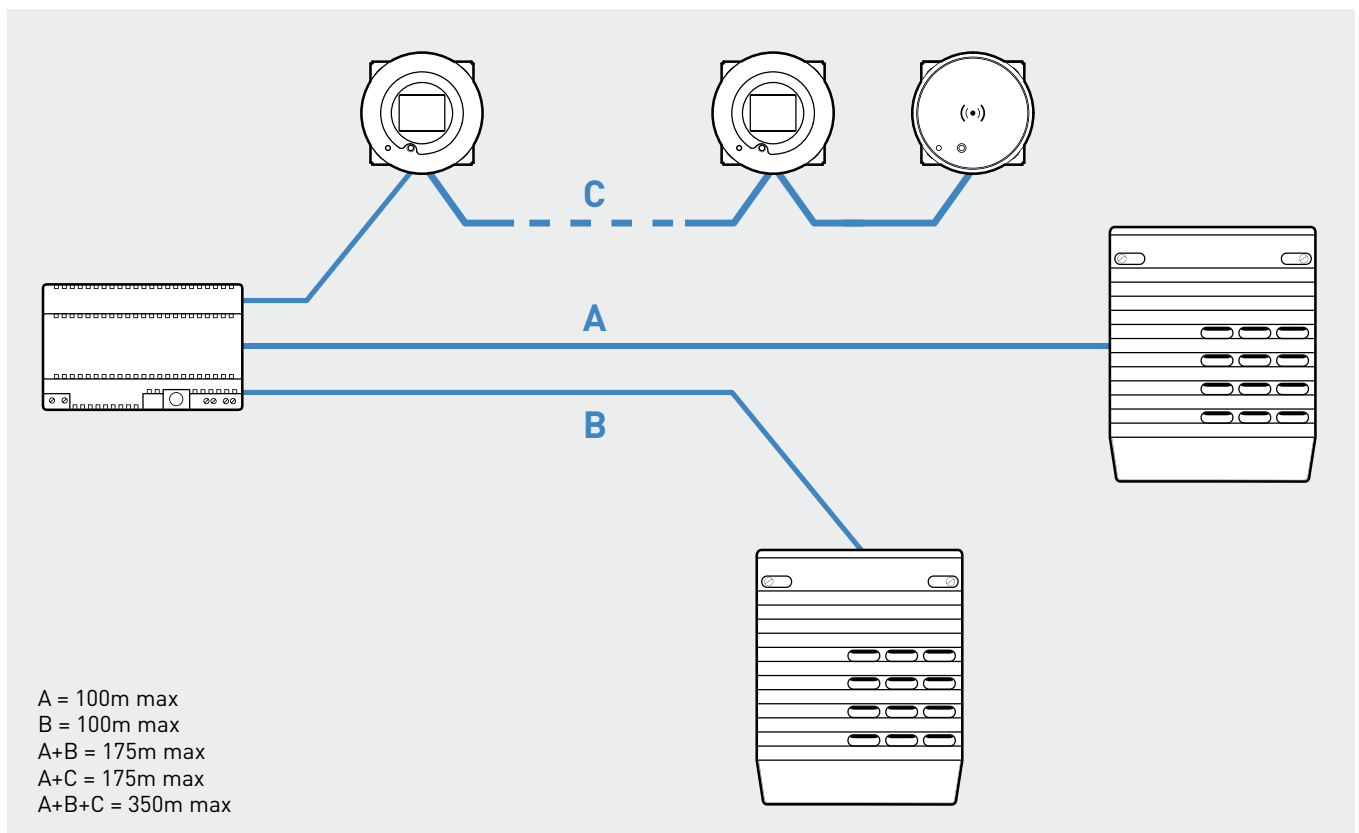 C
A
B
A = 100m max
B = 100m max
A+B = 175m max
A+C = 175m max
A+B+C = 350m max